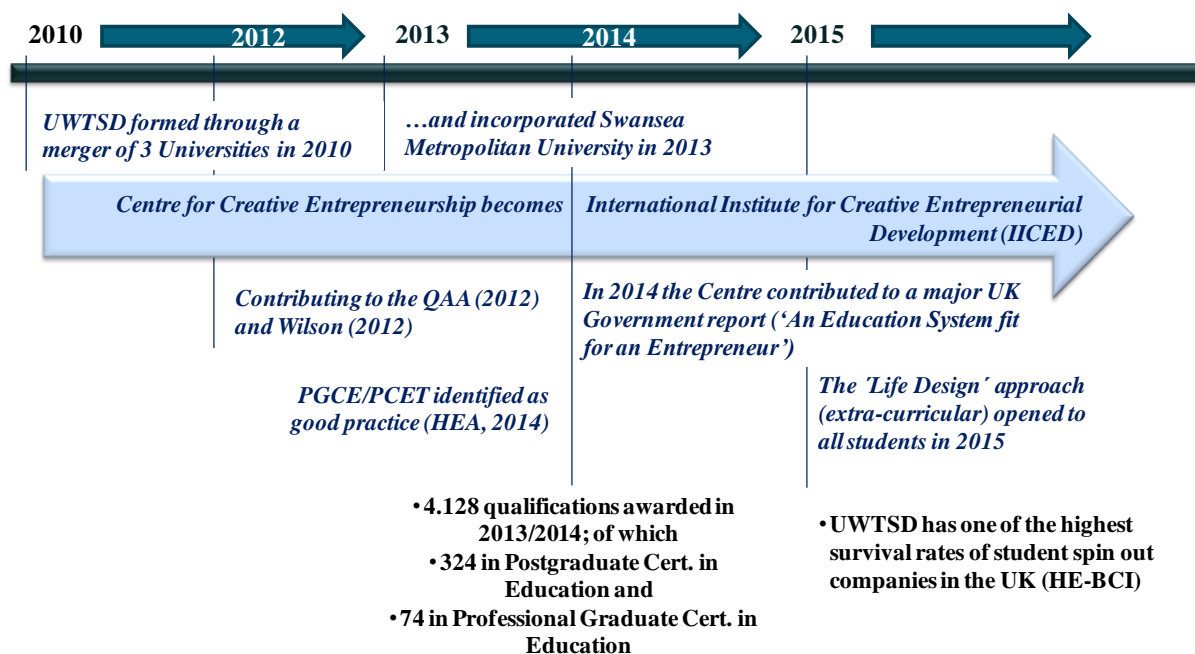 2010
2012
2013
2014
2015
UWTSD formed through a
merger of 3 Universities in 2010
…and incorporated Swansea
Metropolitan University in 2013
Centre for Creative Entrepreneurship becomes
International Institute for Creative Entrepreneurial
Development (IICED)
Contributing to the QAA (2012)
and Wilson (2012)
In 2014 the Centre contributed to a major UK
Government report (‘An Education System fit
for an Entrepreneur’)
PGCE/PCET identified as
good practice (HEA, 2014)
The ´Life Design´ approach
(extra-curricular) opened to
all students in 2015
• 4.128 qualifications awarded in
2013/2014; of which
• 324 in Postgraduate Cert. in
Education and
• 74 in Professional Graduate Cert. in
Education
• UWTSD has one of the highest
survival rates of student spin out
companies in the UK (HE-BCI)